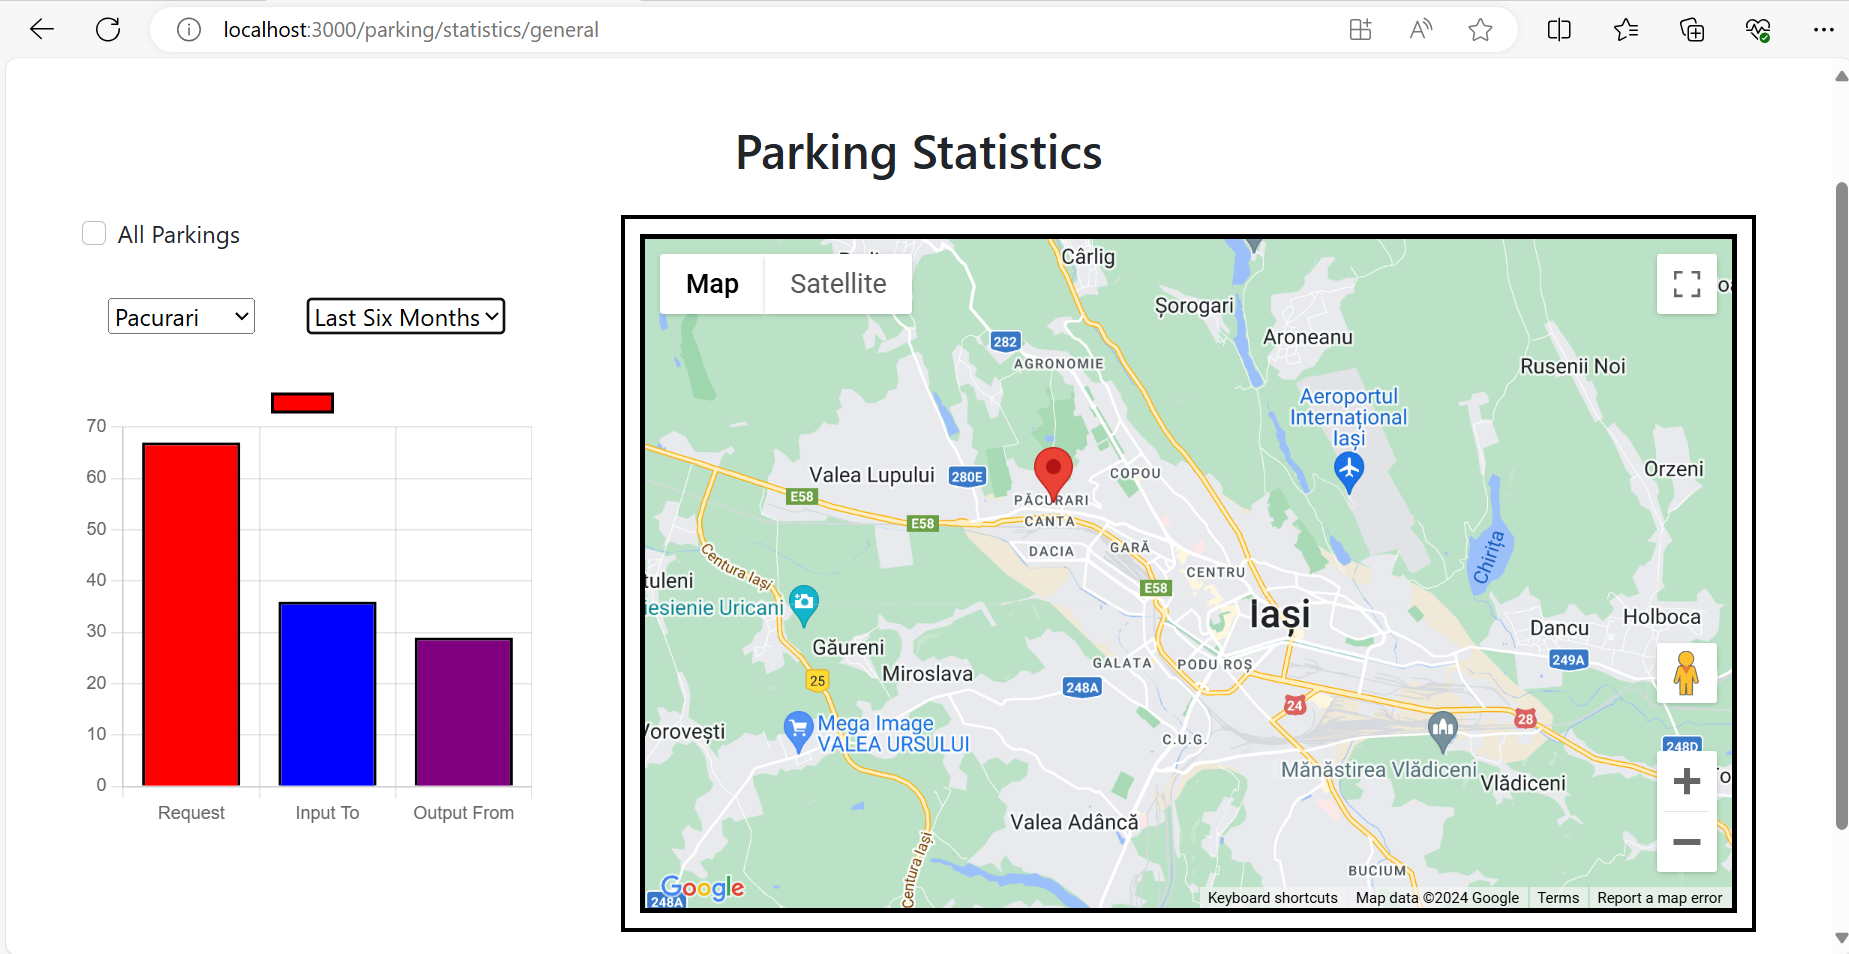 localhost:3000/parking/statistics/general
Parking Statistics
All Parkings
Pacurari
Last Six Months
70
60
50
40
30
20
10
0
Request
Input To
Output From
Map
Satellite
Cârlig
Șorogari
Aroneanu
282
AGRONOMIE
Rusenii Noi
Aeroportul
Internațional
Iași
Valea Lupului
280E
COPOU
Orzeni
E58
PĂCURARI
E58
CANTA
DACIA
GARĂ
Chirița
Centura Iași
CENTRU
tuleni
E58
iesienie Uricani
Iași
Holboca
Dancu
Găureni
249A
GALATA
PODU ROȘ
Miroslava
25
248A
24
28
Mega Image
VALEA URSULUI
Vorovești
C.U.G.
248D
Mănăstirea Vlădiceni
Vlădiceni
Valea Adâncă
Centura Iași
BUCIUM
Google
248A
Keyboard shortcuts
Map data ©2024 Google
Terms
Report a map error